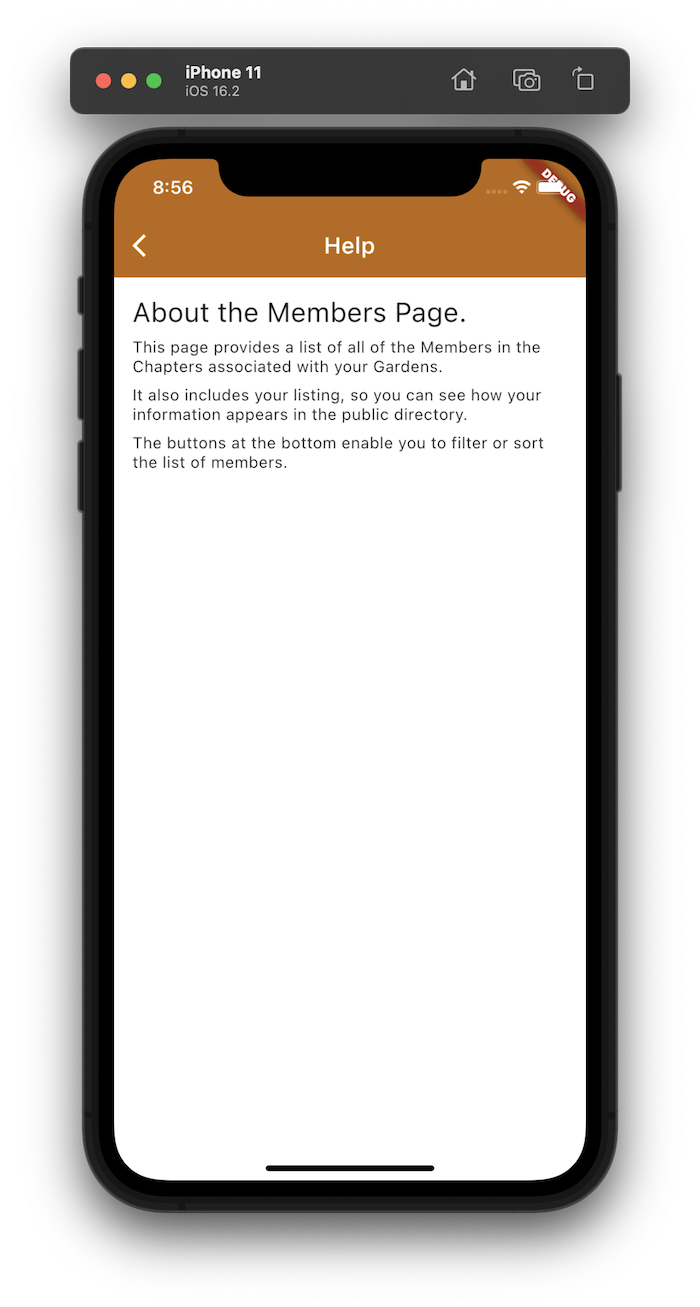 iPhone 11
iOS 16.2
8:56
DEBUG
Help
About the Members Page.
This page provides a list of all of the Members in the
Chapters associated with your Gardens.
It also includes your listing, so you can see how your
information appears in the public directory.
The buttons at the bottom enable you to filter or sort
the list of members.